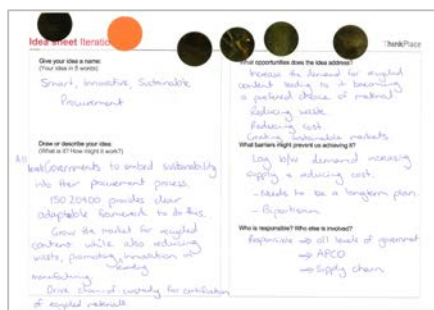 Idea sheet Iteration
ThinkPlace
Give your idea a name:
(Your idea in 5 words)
Smart, Innovative, Sustainable
Procurement
Draw or describe your idea:
(What is it? How might it work?)
All
Governments to embed sustainability
into their procurement process.
ISO 20400 provides clear
adaptable framework to do this.
Grow the market for recycled
content while also reducing
waste, promoting innovation in
manufacturing.
Drive chain of custody for certification
of recycled materials.
What opportunities does the idea address?
Increase the demand for recycled
content leading to it becoming
a preferred choice of material
Reducing waste.
Reducing cost.
Creating sustainable markets
What barriers might prevent us achieving it?
Lag b/w demand increasing
supply & reducing cost.
- Needs to be a longterm plan.
- Bipartisan
Who is responsible? Who else is involved?
Responsible → all levels of government
→ APCO
→ Supply chain